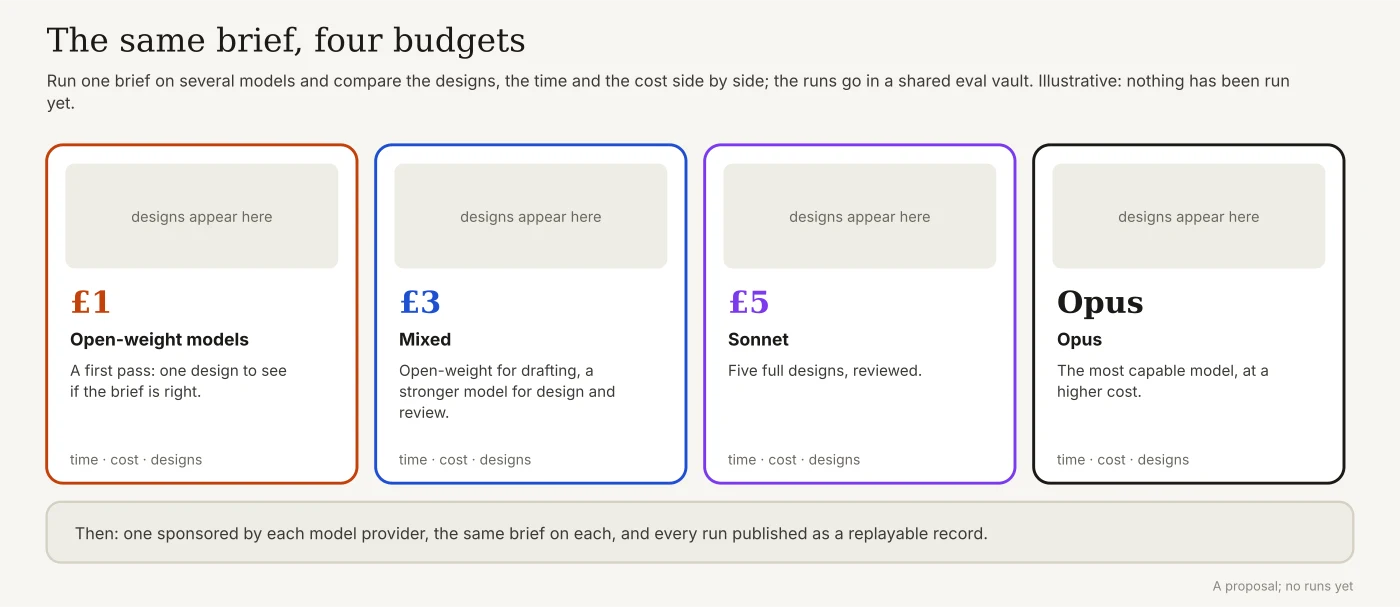 The same brief, four budgets
Run one brief on several models and compare the designs, the time and the cost side by side; the runs go in a shared eval vault. Illustrative: nothing has been run
yet.
designs appear here
£1
Open-weight models
A first pass: one design to see
if the brief is right.
time · cost · designs
designs appear here
£3
Mixed
Open-weight for drafting, a
stronger model for design and
review.
time · cost · designs
designs appear here
£5
Sonnet
Five full designs, reviewed.
time · cost · designs
designs appear here
Opus
Opus
The most capable model, at a
higher cost.
time · cost · designs
Then: one sponsored by each model provider, the same brief on each, and every run published as a replayable record.
A proposal; no runs yet